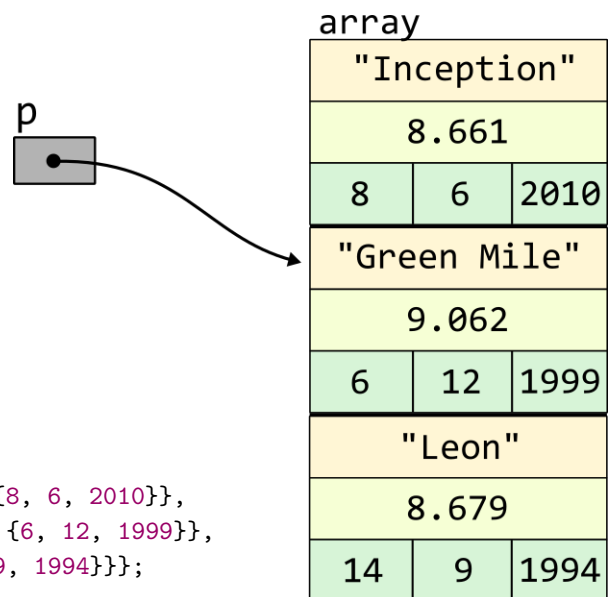 array
"Inception"
p
8.661
8 6 2010
"Green Mile"
9.062
6 12 1999
"Leon"
{8, 6, 2010}},
8.679
{6, 12, 1999}},
9, 1994}}};
14 9 1994